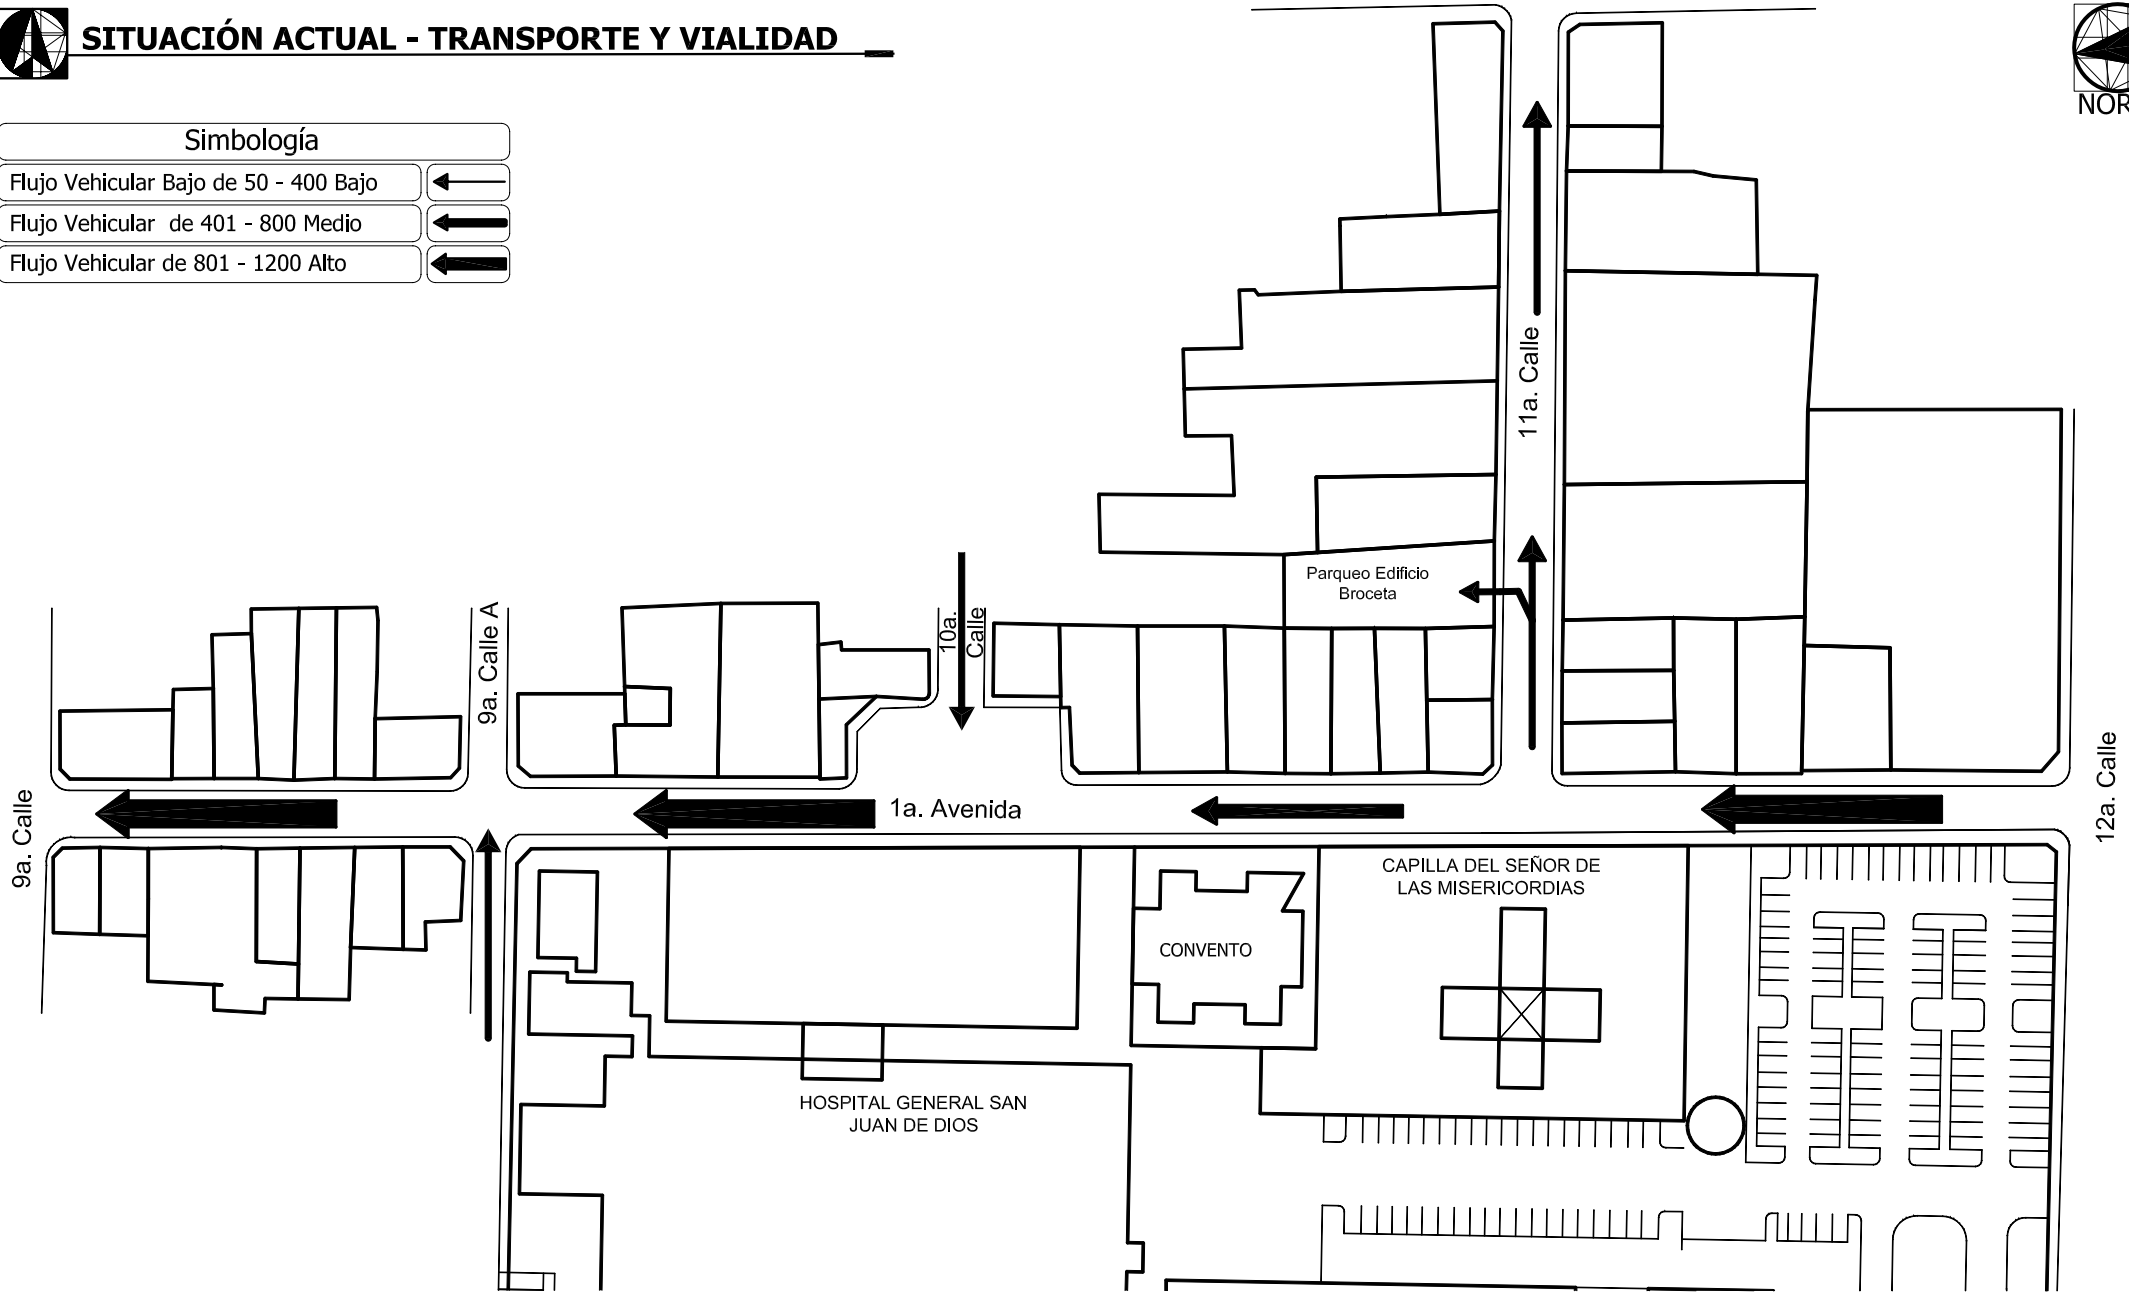 SITUACIÓN ACTUAL - TRANSPORTE Y VIALIDAD
NOR
Simbología
Flujo Vehicular Bajo de 50 - 400 Bajo
Flujo Vehicular de 401 - 800 Medio
Flujo Vehicular de 801 - 1200 Alto
11a. Calle
Parqueo Edificio
Broceta
9a. Calle A
10a.
Calle
9a. Calle
1a. Avenida
12a. Calle
CAPILLA DEL SEÑOR DE
LAS MISERICORDIAS
CONVENTO
HOSPITAL GENERAL SAN
JUAN DE DIOS